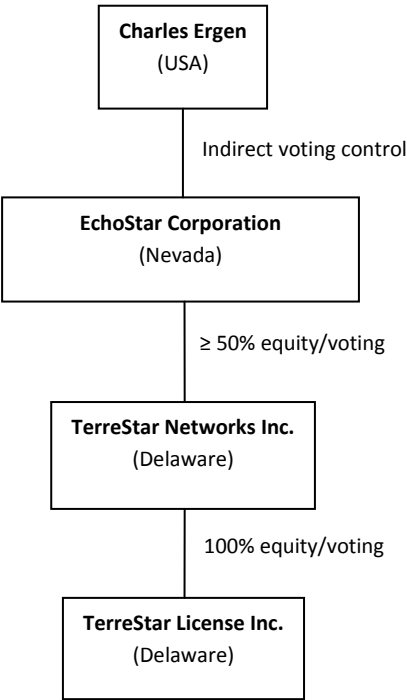 Charles Ergen
(USA)
Indirect voting control
EchoStar Corporation
(Nevada)
≥ 50% equity/voting
TerreStar Networks Inc.
(Delaware)
100% equity/voting
TerreStar License Inc.
(Delaware)